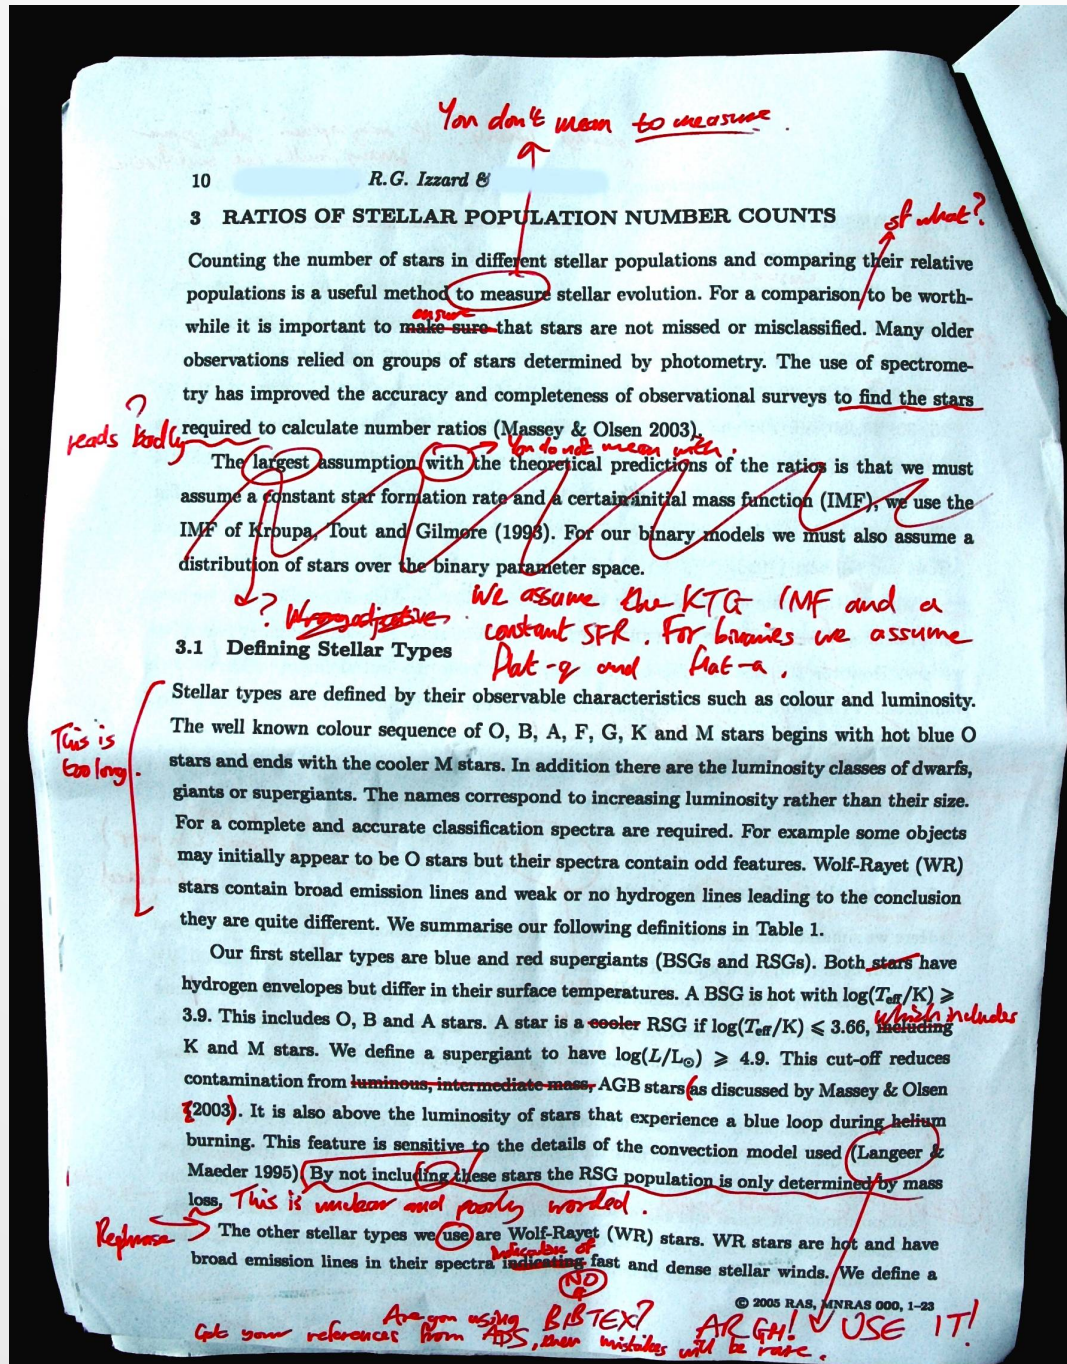 You don't mean to measure.
10 R.G. Izzard &
3 RATIOS OF STELLAR POPULATION NUMBER COUNTS
of what?
Counting the number of stars in different stellar populations and comparing their relative
populations is a useful method to measure stellar evolution. For a comparison to be worth-
ensure
while it is important to make sure that stars are not missed or misclassified. Many older
observations relied on groups of stars determined by photometry. The use of spectrome-
try has improved the accuracy and completeness of observational surveys to find the stars
?
reads badly
required to calculate number ratios (Massey & Olsen 2003).
You do not mean with.
The largest assumption with the theoretical predictions of the ratios is that we must
assume a constant star formation rate and a certain initial mass function (IMF), we use the
IMF of Kroupa, Tout and Gilmore (1993). For our binary models we must also assume a
distribution of stars over the binary parameter space.
? Wrong adjective.
We assume the KTG IMF and a
constant SFR. For binaries we assume
flat-q and flat-a.
3.1 Defining Stellar Types
This is
too long.
Stellar types are defined by their observable characteristics such as colour and luminosity.
The well known colour sequence of O, B, A, F, G, K and M stars begins with hot blue O
stars and ends with the cooler M stars. In addition there are the luminosity classes of dwarfs,
giants or supergiants. The names correspond to increasing luminosity rather than their size.
For a complete and accurate classification spectra are required. For example some objects
may initially appear to be O stars but their spectra contain odd features. Wolf-Rayet (WR)
stars contain broad emission lines and weak or no hydrogen lines leading to the conclusion
they are quite different. We summarise our following definitions in Table 1.
Our first stellar types are blue and red supergiants (BSGs and RSGs). Both stars have
hydrogen envelopes but differ in their surface temperatures. A BSG is hot with log(Teff/K) ⩾
which includes
3.9. This includes O, B and A stars. A star is a cooler RSG if log(Teff/K) ⩽ 3.66, including
K and M stars. We define a supergiant to have log(L/L⊙) ⩾ 4.9. This cut-off reduces
contamination from luminous, intermediate mass, AGB stars (as discussed by Massey & Olsen
(2003). It is also above the luminosity of stars that experience a blue loop during helium
burning. This feature is sensitive to the details of the convection model used (Langeer &
Maeder 1995). By not including these stars the RSG population is only determined by mass
loss.
This is unclear and poorly worded.
Rephrase
The other stellar types we use are Wolf-Rayet (WR) stars. WR stars are hot and have
indicative of
broad emission lines in their spectra indicating fast and dense stellar winds. We define a
NO
© 2005 RAS, MNRAS 000, 1–23
Are you using BIBTEX? ARGH! USE IT!
Get your references from ADS, then mistakes will be rare.